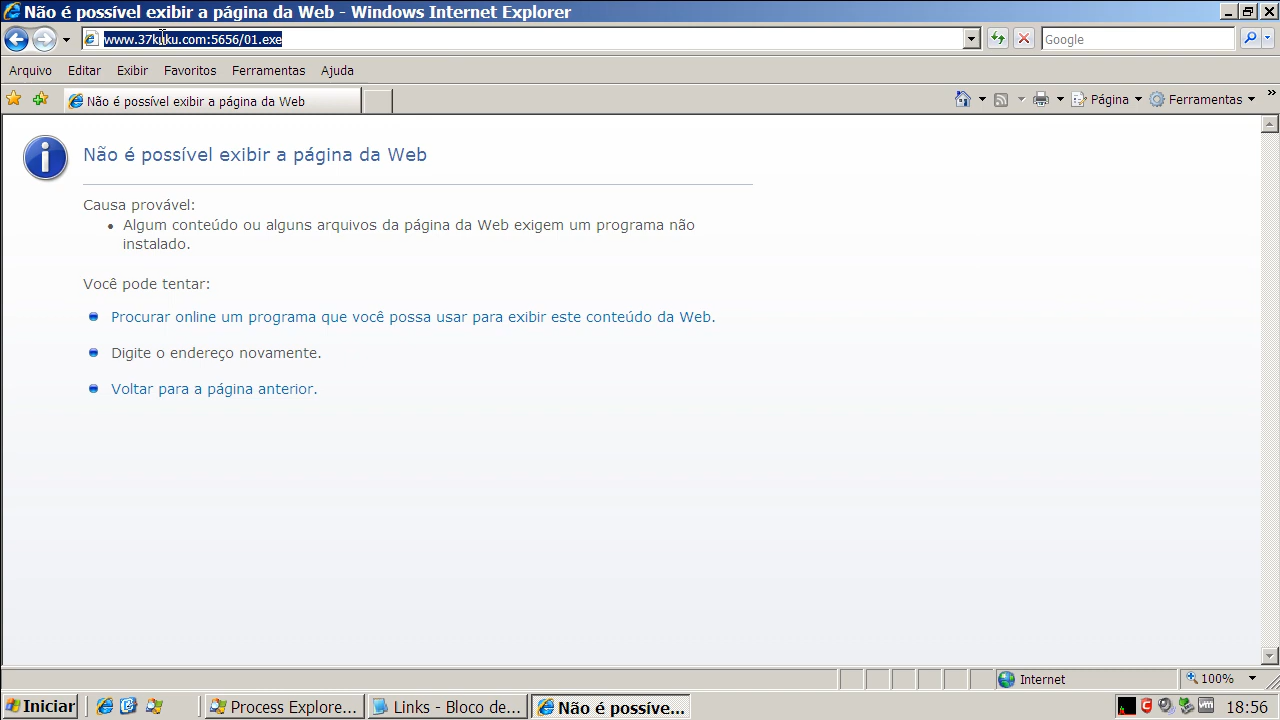 Não é possível exibir a página da Web - Windows Internet Explorer
www.37kuku.com:5656/01.exe
Google
Arquivo Editar Exibir Favoritos Ferramentas Ajuda
Não é possível exibir a página da Web
Página Ferramentas »
Não é possível exibir a página da Web
Causa provável:
Algum conteúdo ou alguns arquivos da página da Web exigem um programa não
instalado.
Você pode tentar:
Procurar online um programa que você possa usar para exibir este conteúdo da Web.
Digite o endereço novamente.
Voltar para a página anterior.
Internet 100%
Iniciar Process Explore... Links - Bloco de... Não é possíve... 18:56